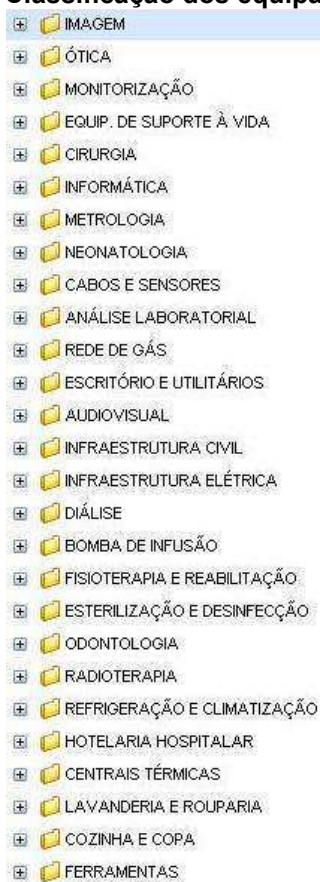 IMAGEM
ÓTICA
MONITORIZAÇÃO
EQUIP. DE SUPORTE À VIDA
CIRURGIA
INFORMÁTICA
METROLOGIA
NEONATOLOGIA
CABOS E SENSORES
ANÁLISE LABORATORIAL
REDE DE GÁS
ESCRITÓRIO E UTILITÁRIOS
AUDIOVISUAL
INFRAESTRUTURA CIVIL
INFRAESTRUTURA ELÉTRICA
DIÁLISE
BOMBA DE INFUSÃO
FISIOTERAPIA E REABILITAÇÃO
ESTERILIZAÇÃO E DESINFECÇÃO
ODONTOLOGIA
RADIOTERAPIA
REFRIGERAÇÃO E CLIMATIZAÇÃO
HOTELARIA HOSPITALAR
CENTRAIS TÉRMICAS
LAVANDERIA E ROUPARIA
COZINHA E COPA
FERRAMENTAS